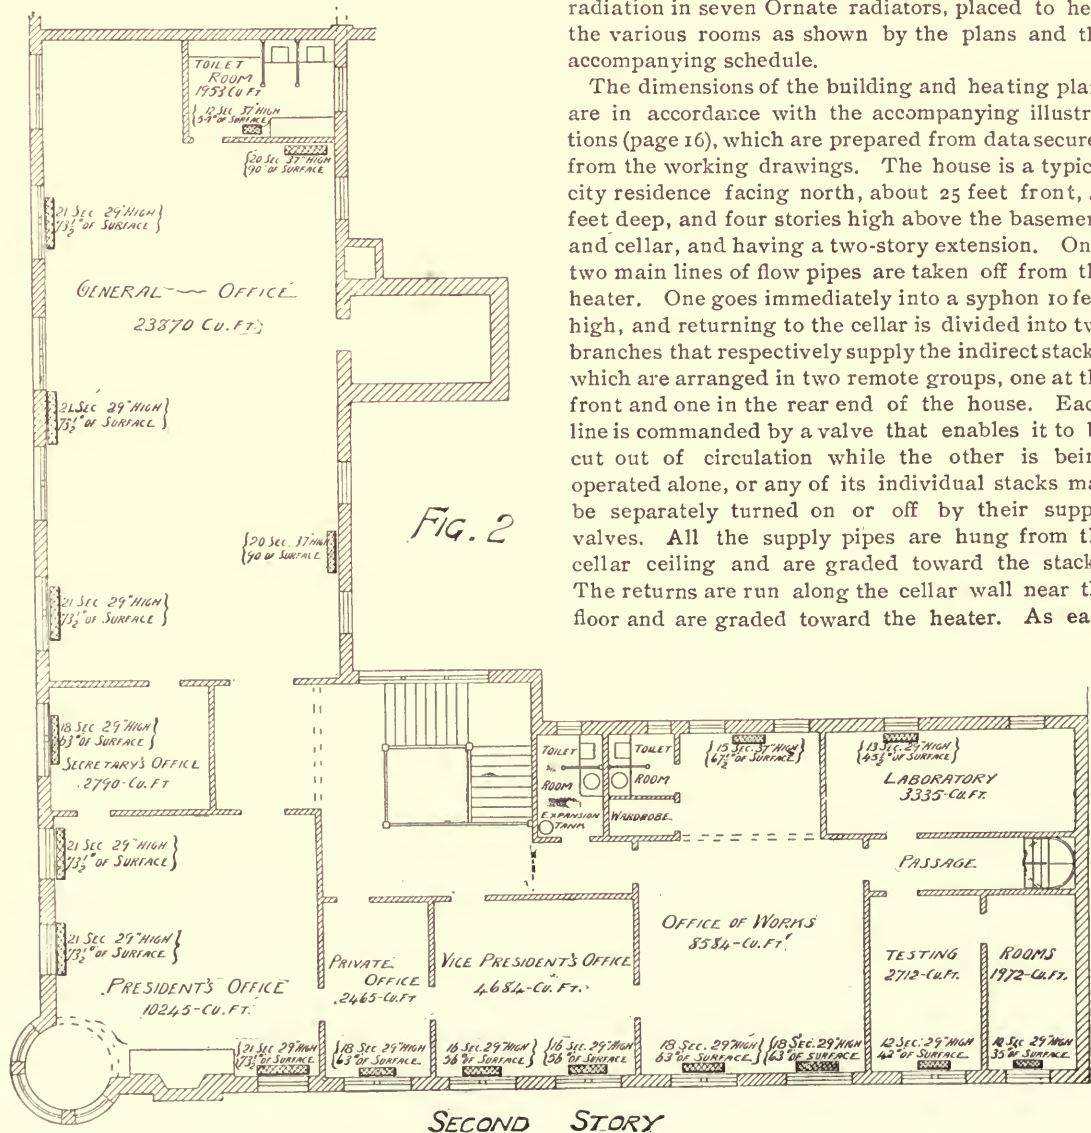 radiation in seven Ornate radiators, placed to hea
the various rooms as shown by the plans and th
accompanying schedule.
The dimensions of the building and heating plan
are in accordance with the accompanying illustra
tions (page 16), which are prepared from data secure
from the working drawings. The house is a typica
city residence facing north, about 25 feet front,
feet deep, and four stories high above the basemen
and cellar, and having a two-story extension. On
two main lines of flow pipes are taken off from th
heater. One goes immediately into a syphon 10 fe
high, and returning to the cellar is divided into tw
branches that respectively supply the indirect stack
which are arranged in two remote groups, one at th
front and one in the rear end of the house. Eac
line is commanded by a valve that enables it to b
cut out of circulation while the other is bein
operated alone, or any of its individual stacks ma
be separately turned on or off by their supp
valves. All the supply pipes are hung from th
cellar ceiling and are graded toward the stack
The returns are run along the cellar wall near th
floor and are graded toward the heater. As eac
TOILET
ROOM
1953 CU FT
12 SEC. 37" HIGH
54" OF SURFACE
20 SEC 37" HIGH
90" OF SURFACE
21 SEC 29" HIGH
73½" OF SURFACE
GENERAL OFFICE
23870 CU. FT.
21 SEC 29" HIGH
73½" OF SURFACE
FIG. 2
20 SEC. 37" HIGH
90 OF SURFACE
21 SEC 29" HIGH
73½" OF SURFACE
18 SEC 29" HIGH
63" OF SURFACE
SECRETARY'S OFFICE
2790-CU. FT
TOILET
ROOM
EXPANSION
TANK
TOILET
ROOM
WARDROBE
15 SEC. 37" HIGH
67½" OF SURFACE
13 SEC. 29" HIGH
45½" OF SURFACE
LABORATORY
3335-CU. FT.
21 SEC 29" HIGH
73½" OF SURFACE
PASSAGE
21 SEC 29" HIGH
73½" OF SURFACE
PRESIDENT'S OFFICE
10245-CU. FT.
PRIVATE
OFFICE
2465-CU. FT
VICE PRESIDENT'S OFFICE
4684-CU. FT.
OFFICE OF WORKS
8584-CU. FT.
TESTING
2712-CU. FT.
ROOMS
1972-CU. FT.
21 SEC 29" HIGH
73½" OF SURFACE
18 SEC 29" HIGH
63" OF SURFACE
16 SEC 29" HIGH
56" OF SURFACE
16 SEC. 29" HIGH
56" OF SURFACE
18 SEC. 29" HIGH
63" OF SURFACE
18 SEC. 29" HIGH
63" OF SURFACE
12 SEC. 29" HIGH
42" OF SURFACE
SEC 29" HIGH
35" OF SURFACE
SECOND STORY